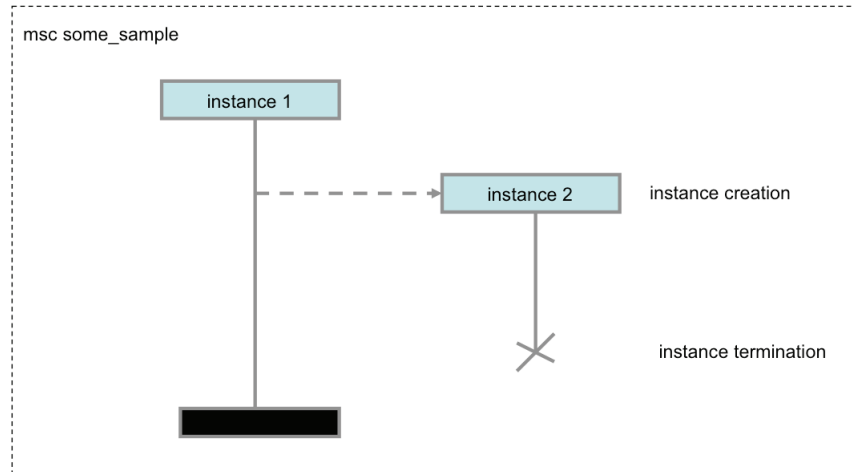 msc some_sample
instance 1
instance 2
instance creation
instance termination